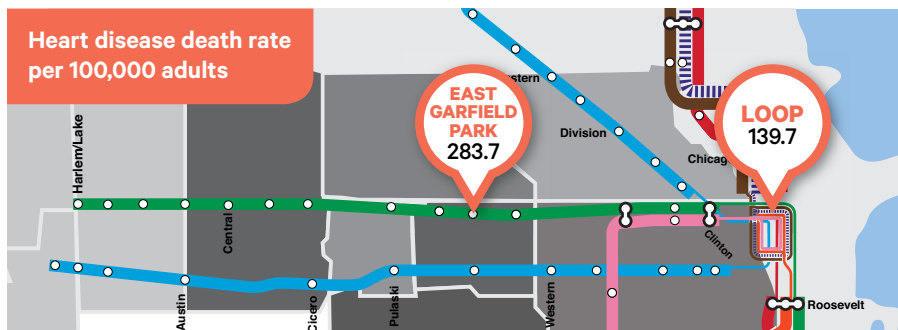 Heart disease death rate
per 100,000 adults
EAST
GARFIELD
PARK
283.7
LOOP
139.7
Division
Harlem/Lake
Central
Clinton
Austin
Cicero
Pulaski
Western
Roosevelt